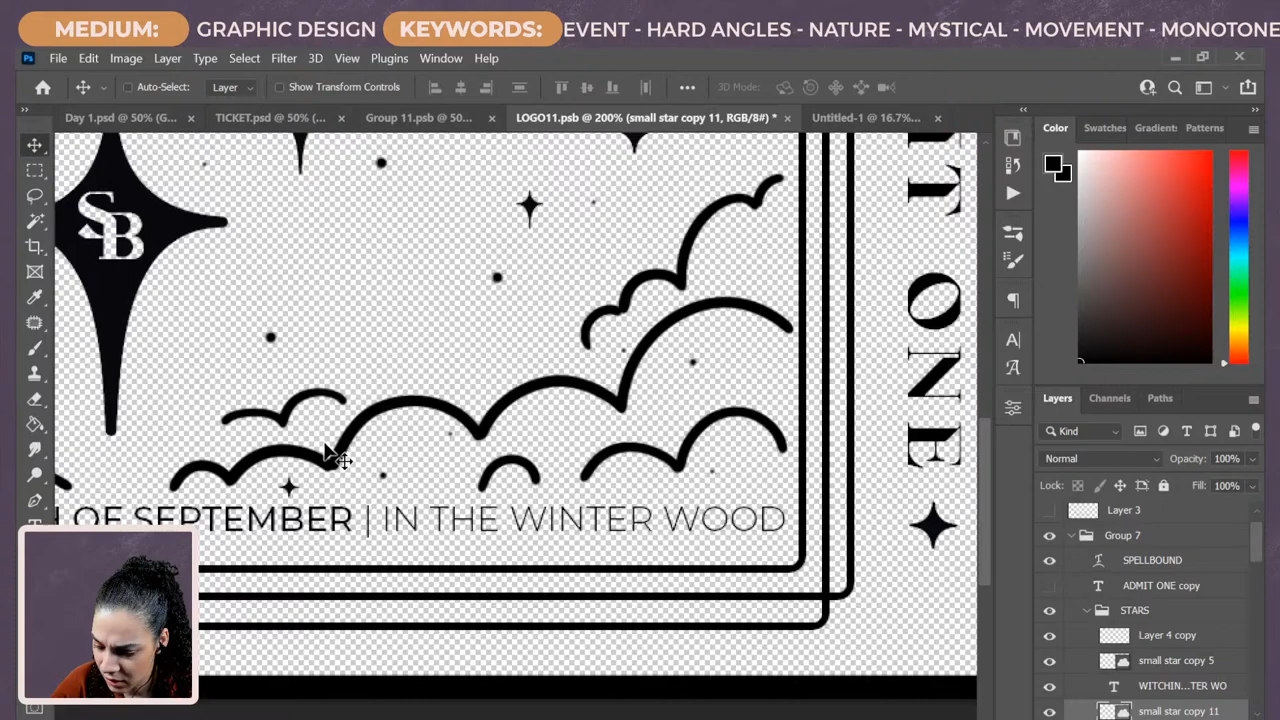 MEDIUM: GRAPHIC DESIGN KEYWORDS: EVENT - HARD ANGLES - NATURE - MYSTICAL - MOVEMENT - MONOTONE
Ps File Edit Image Layer Type Select Filter 3D View Plugins Window Help
Auto-Select: Layer Show Transform Controls 3D Mode:
Day 1.psd @ 50% (G... × TICKET.psd @ 50% (... × Group 11.psb @ 50... × LOGO11.psb @ 200% (small star copy 11, RGB/8#) * × Untitled-1 @ 16.7%... ×
Color Swatches Gradients Patterns
SB
IT ONE
OF SEPTEMBER | IN THE WINTER WOOD
Layers Channels Paths
Kind
Normal Opacity: 100%
Lock: Fill: 100%
Layer 3
Group 7
SPELLBOUND
ADMIT ONE copy
STARS
Layer 4 copy
small star copy 5
WITCHIN...TER WO
small star copy 11